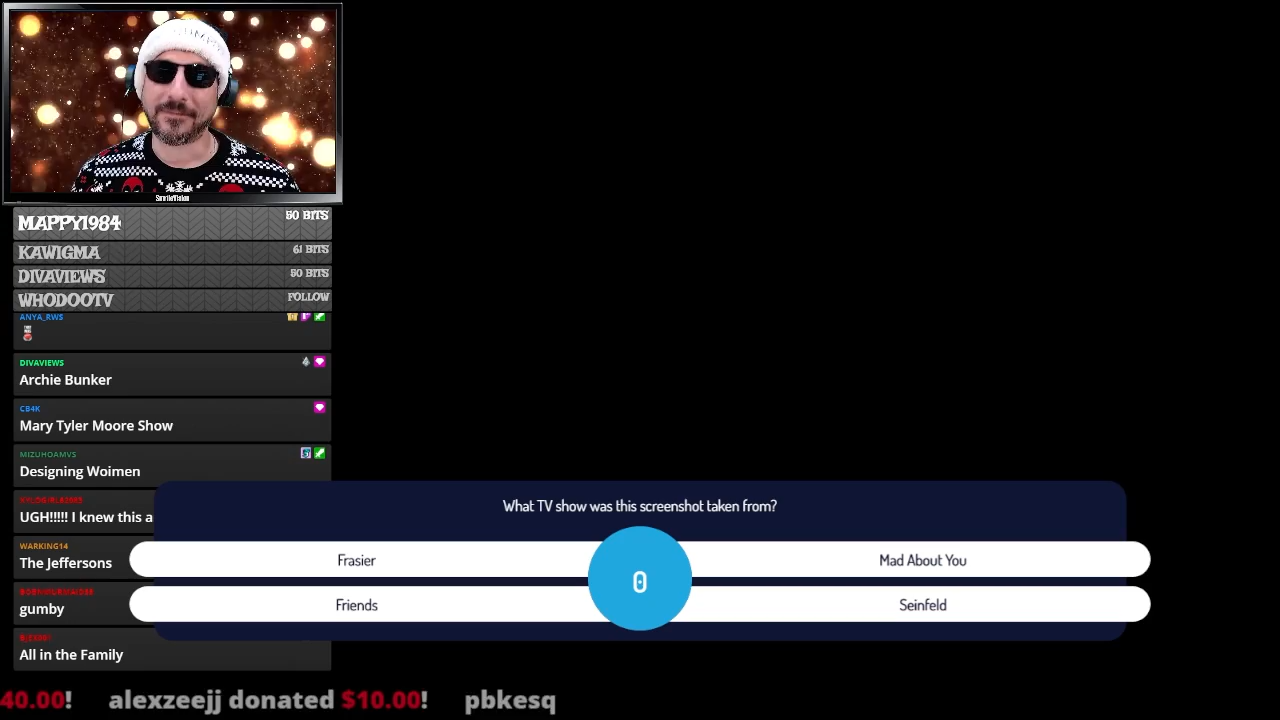 SmrtieVision
MAPPY1984 50 BITS
KAWIGMA 61 BITS
DIVAVIEWS 50 BITS
WHODOOTV FOLLOW
ANYA_RWS
DIVAVIEWS
Archie Bunker
CB4K
Mary Tyler Moore Show
MIZUHOAMVS
Designing Woimen
UGH!!!!! I knew this a
WARKING14
The Jeffersons
gumby
All in the Family
What TV show was this screenshot taken from?
Frasier Mad About You
0
Friends Seinfeld
40.00! alexzeejj donated $10.00! pbkesq